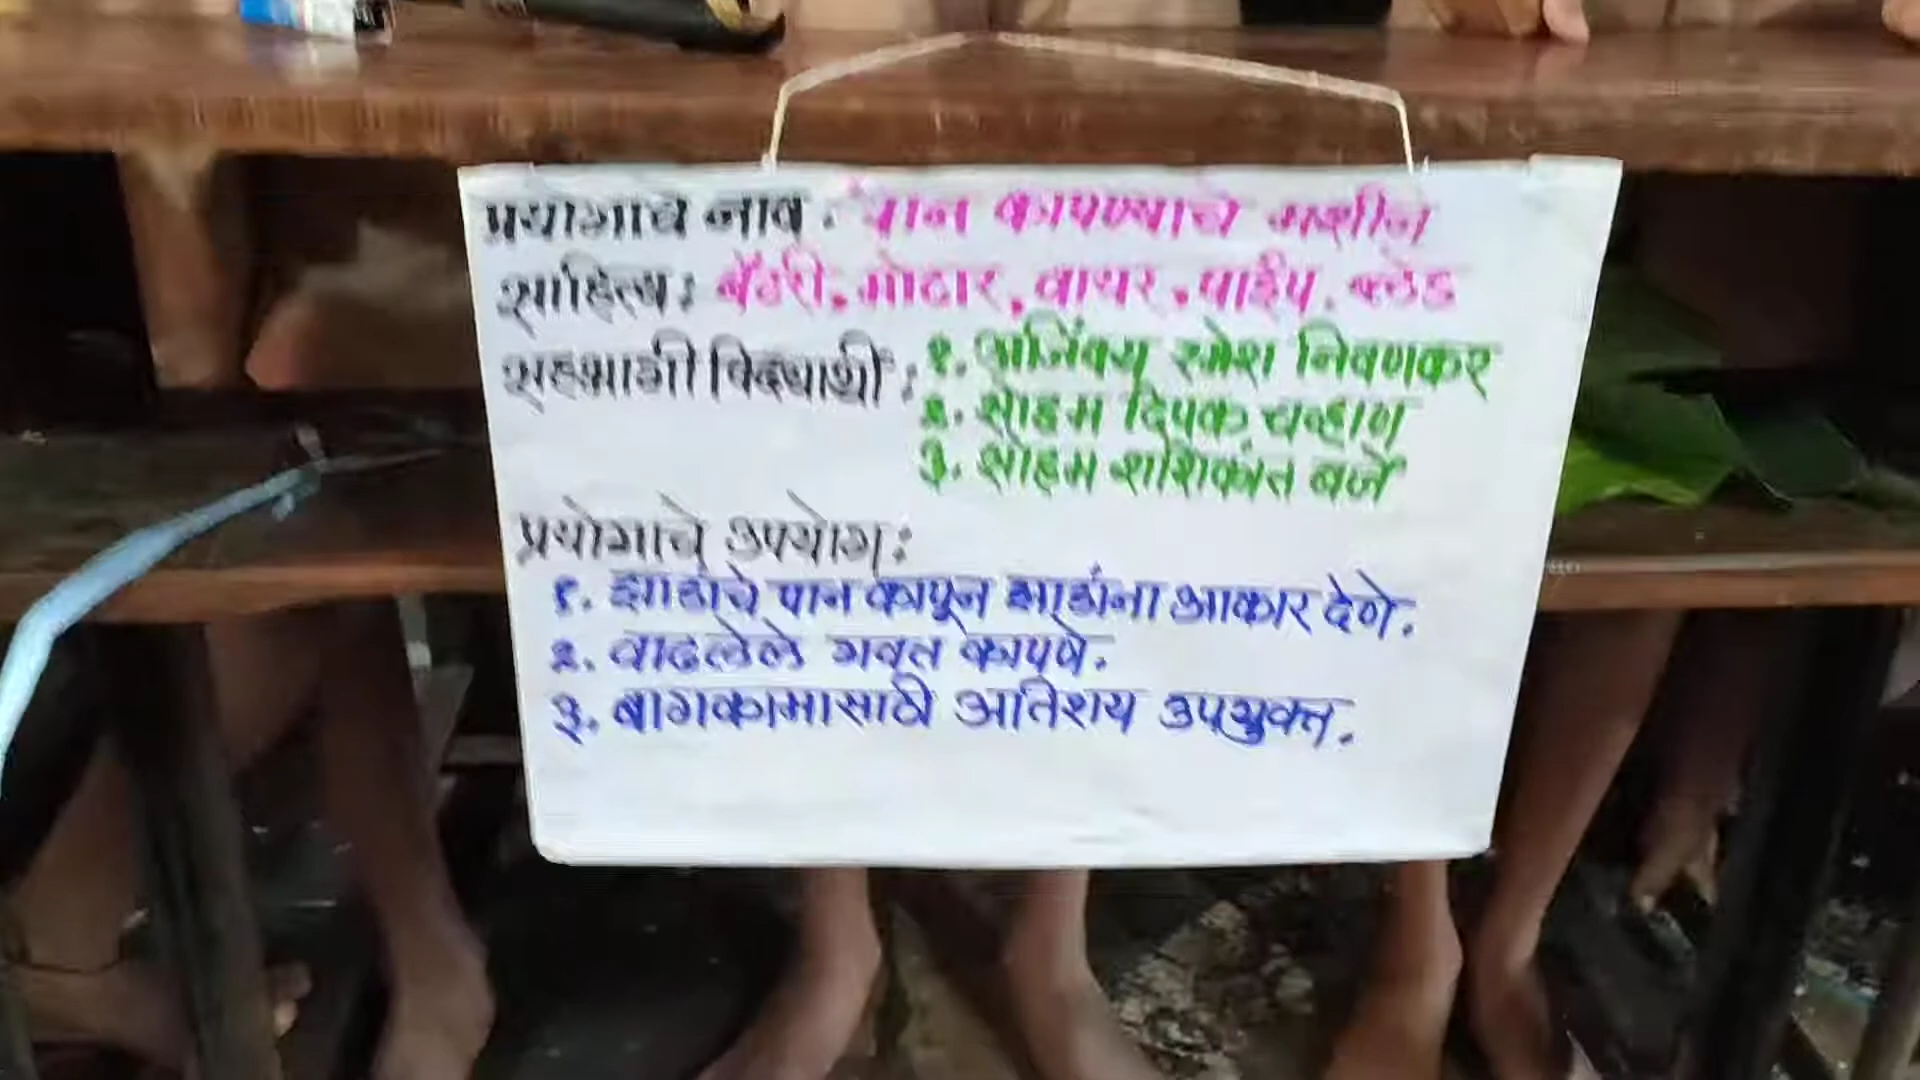 प्रयोगाचे नाव : पान कापण्याचे मशीन
साहित्य : बॅटरी, मोटार, वायर, पाईप, ब्लेड
सहभागी विद्यार्थी : १. अजिंक्य रमेश निवणकर
२. सोहम दिपक चव्हाण
३. सोहम शशिकांत बर्जे
प्रयोगाचे उपयोग :
१. झाडांचे पान कापून झाडांना आकार देणे.
२. वाढलेले गवत कापणे.
३. बागकामासाठी अतिशय उपयुक्त.